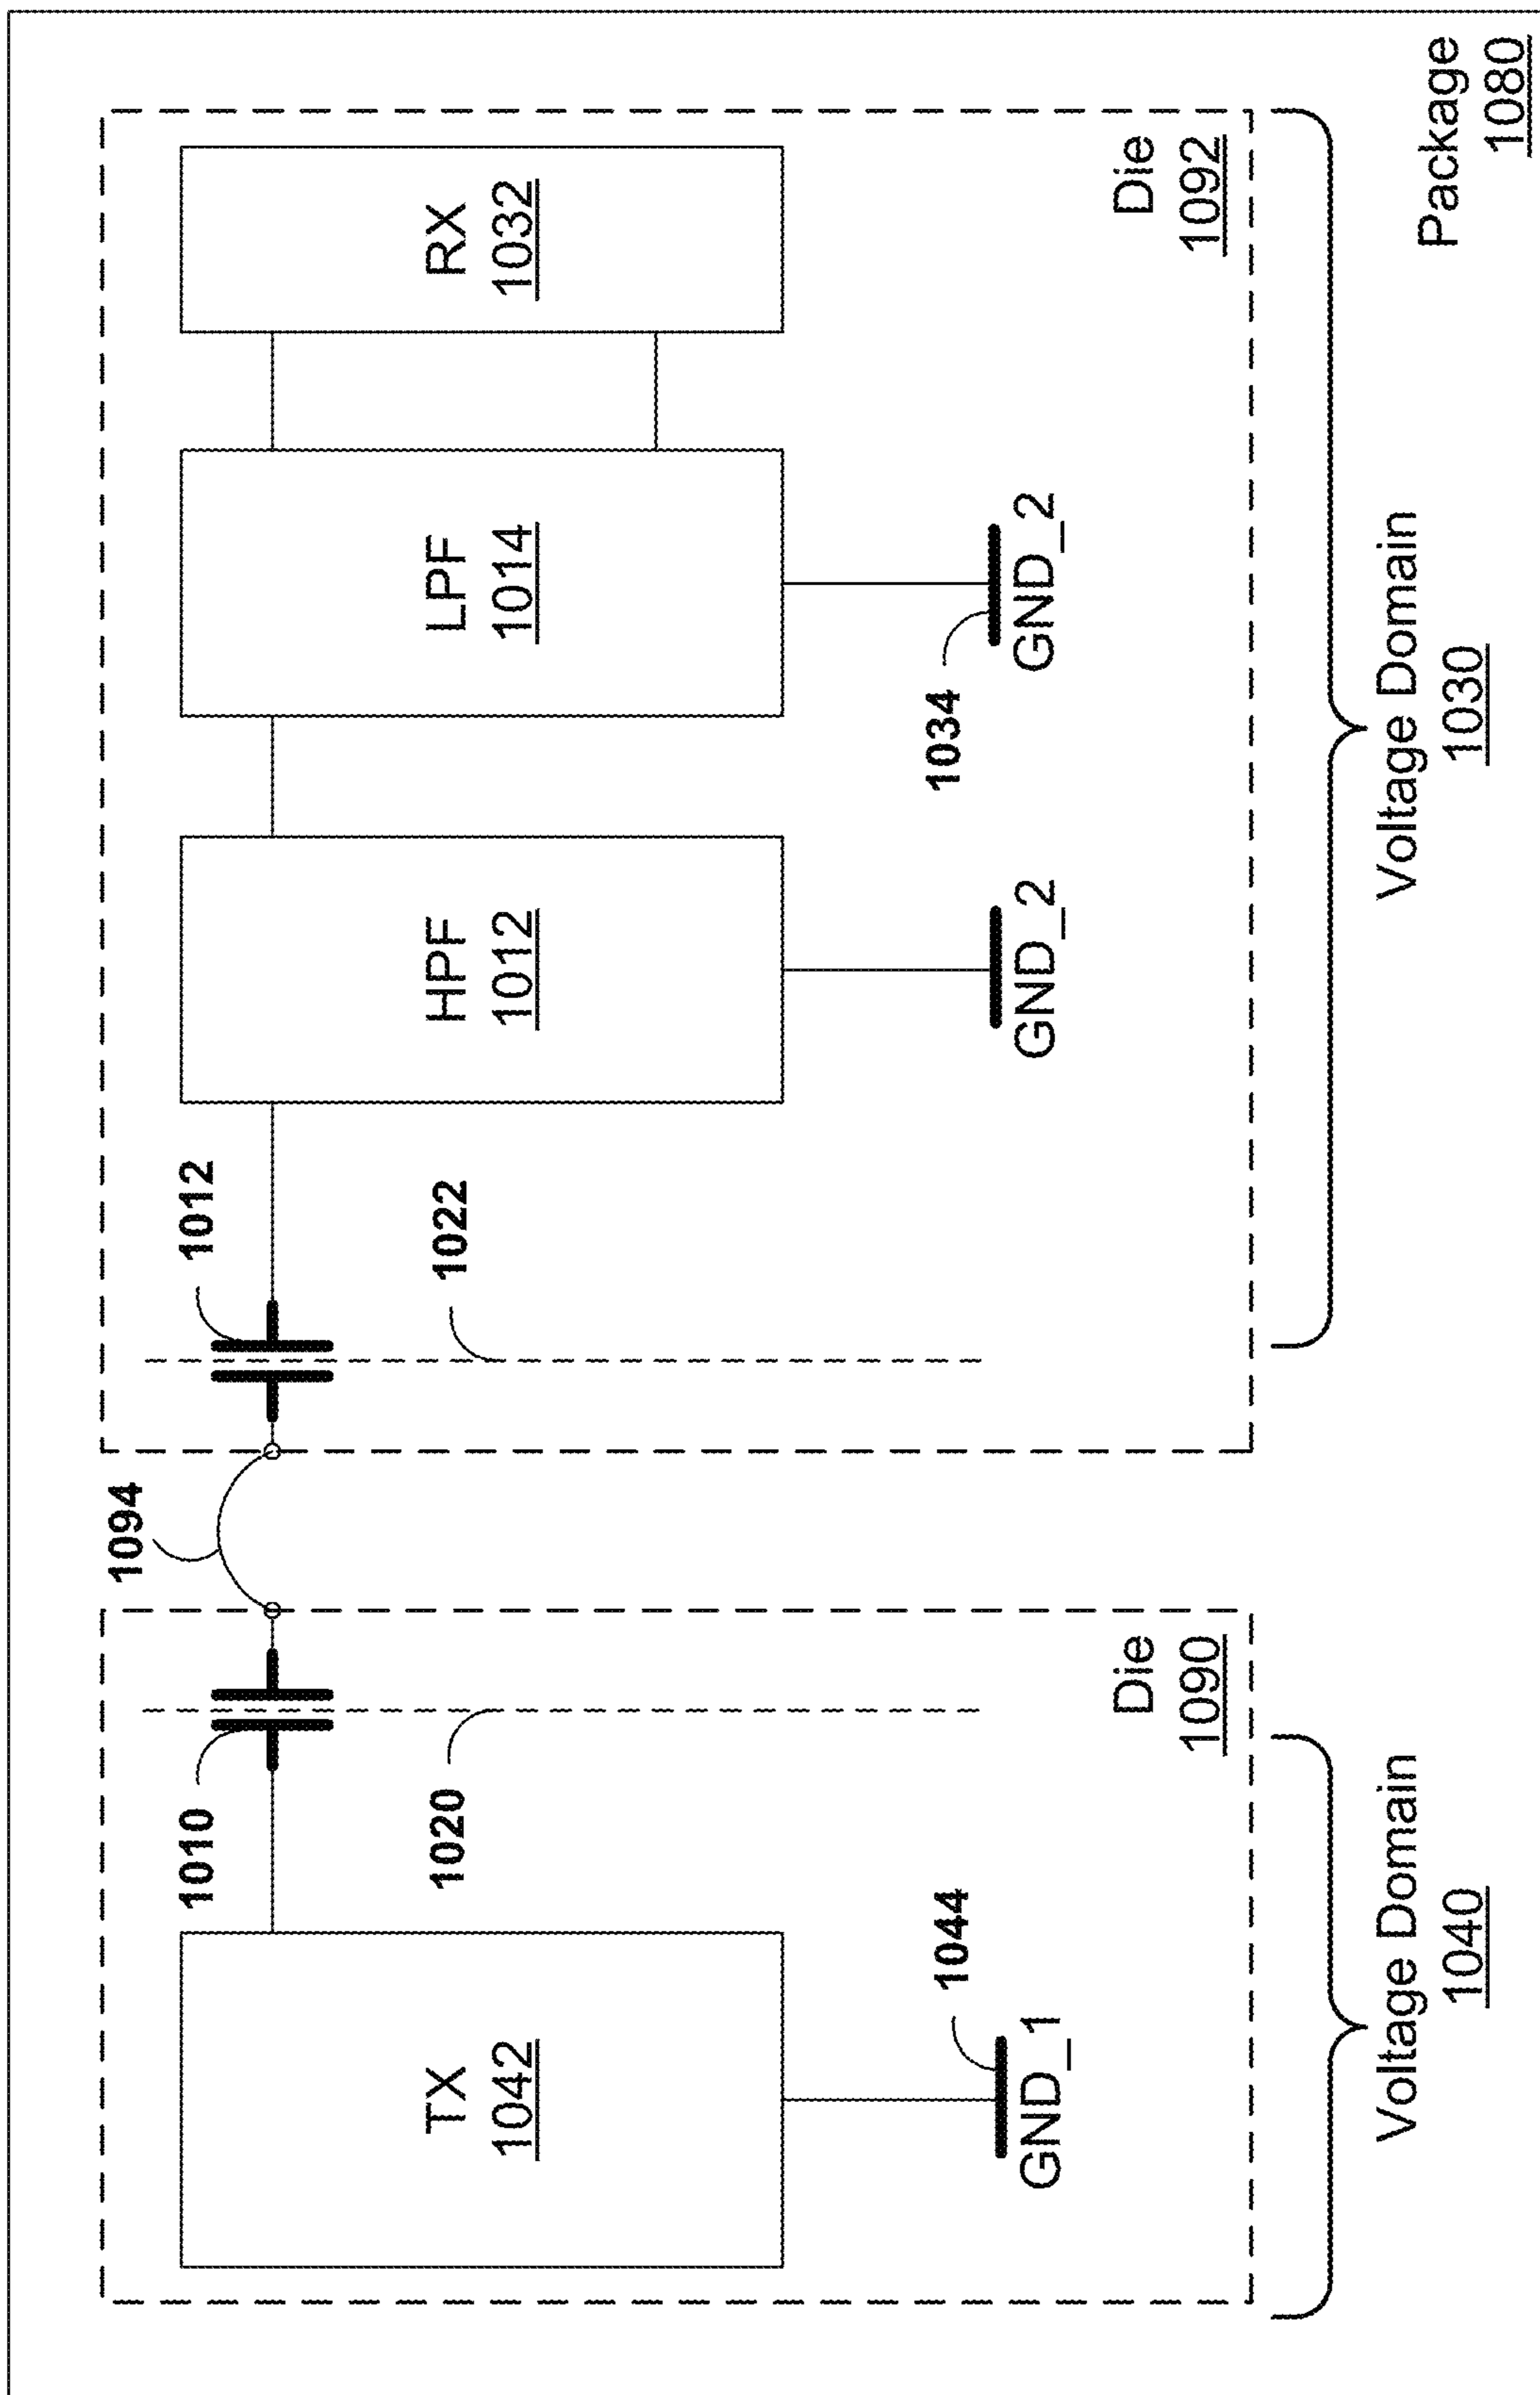 1094
1010
1012
1020
1022
TX
1042
HPF
1012
LPF
1014
RX
1032
1044
GND_1
GND_2
1034
GND_2
Die
1090
Die
1092
Voltage Domain
1040
Voltage Domain
1030
Package
1080